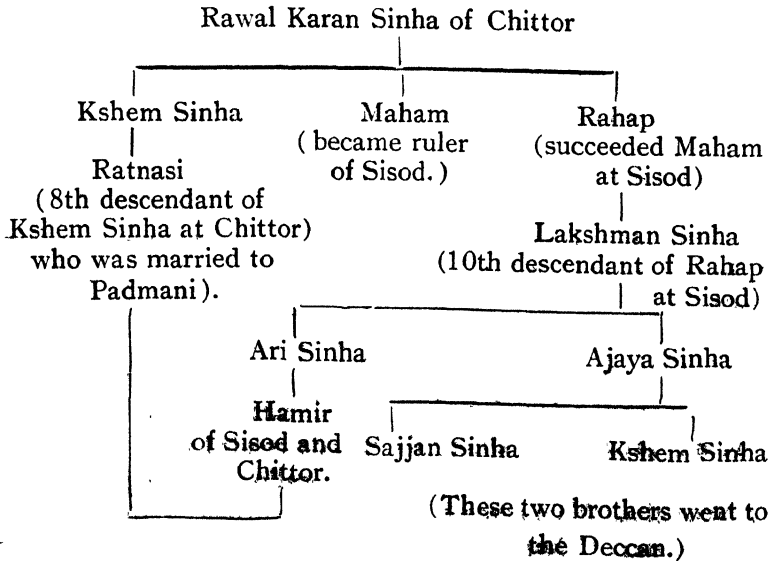 Rawal Karan Sinha of Chittor
Kshem Sinha
Maham
(became ruler
of Sisod.)
Rahap
(succeeded Maham
at Sisod)
Ratnasi
(8th descendant of
Kshem Sinha at Chittor)
who was married to
Padmani).
Lakshman Sinha
(10th descendant of Rahap
at Sisod)
Ari Sinha
Ajaya Sinha
Hamir
of Sisod and
Chittor.
Sajjan Sinha
Kshem Sinha
(These two brothers went to
the Deccan.)